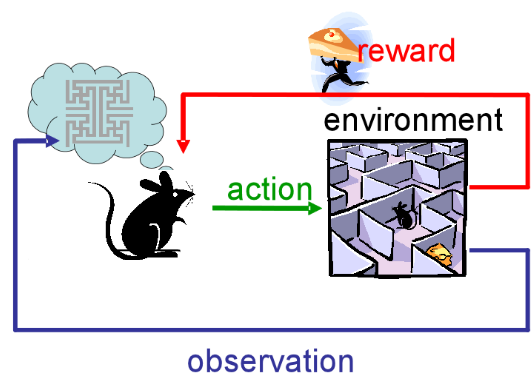 reward
environment
action
observation